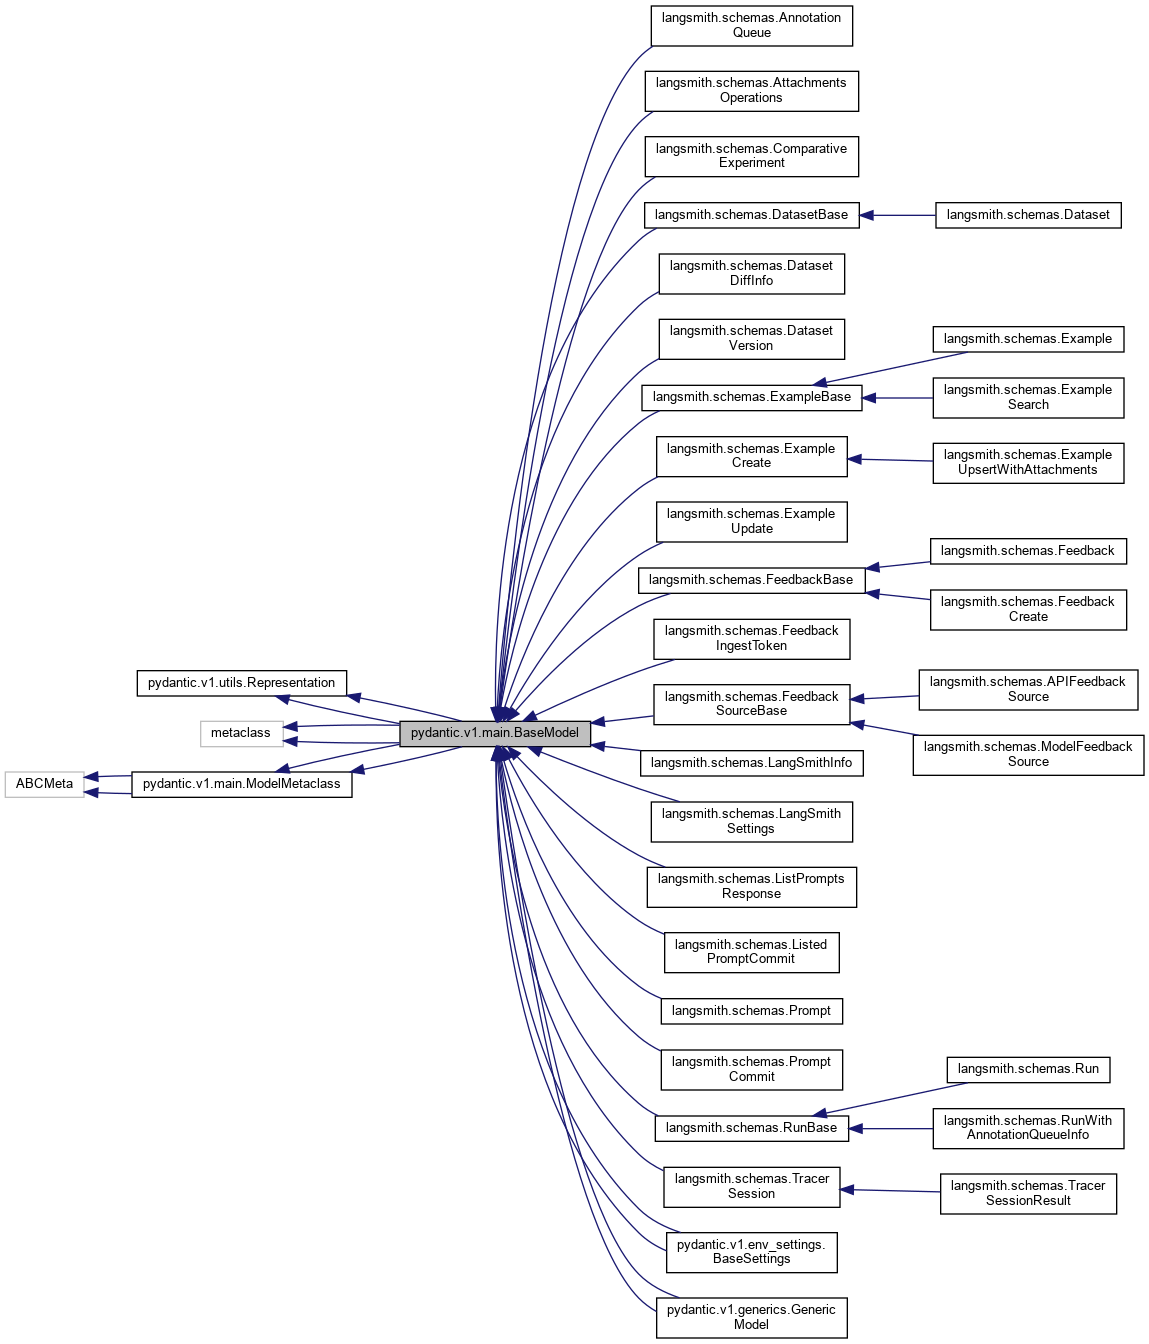 langsmith.schemas.Annotation
Queue
langsmith.schemas.Attachments
Operations
langsmith.schemas.Comparative
Experiment
langsmith.schemas.DatasetBase
langsmith.schemas.Dataset
langsmith.schemas.Dataset
DiffInfo
langsmith.schemas.Dataset
Version
langsmith.schemas.Example
langsmith.schemas.ExampleBase
langsmith.schemas.Example
Search
langsmith.schemas.Example
Create
langsmith.schemas.Example
UpsertWithAttachments
langsmith.schemas.Example
Update
langsmith.schemas.Feedback
langsmith.schemas.FeedbackBase
langsmith.schemas.Feedback
Create
langsmith.schemas.Feedback
IngestToken
pydantic.v1.utils.Representation
langsmith.schemas.Feedback
SourceBase
langsmith.schemas.APIFeedback
Source
metaclass
pydantic.v1.main.BaseModel
langsmith.schemas.ModelFeedback
Source
langsmith.schemas.LangSmithInfo
ABCMeta
pydantic.v1.main.ModelMetaclass
langsmith.schemas.LangSmith
Settings
langsmith.schemas.ListPrompts
Response
langsmith.schemas.Listed
PromptCommit
langsmith.schemas.Prompt
langsmith.schemas.Prompt
Commit
langsmith.schemas.Run
langsmith.schemas.RunBase
langsmith.schemas.RunWith
AnnotationQueueInfo
langsmith.schemas.Tracer
Session
langsmith.schemas.Tracer
SessionResult
pydantic.v1.env_settings.
BaseSettings
pydantic.v1.generics.Generic
Model